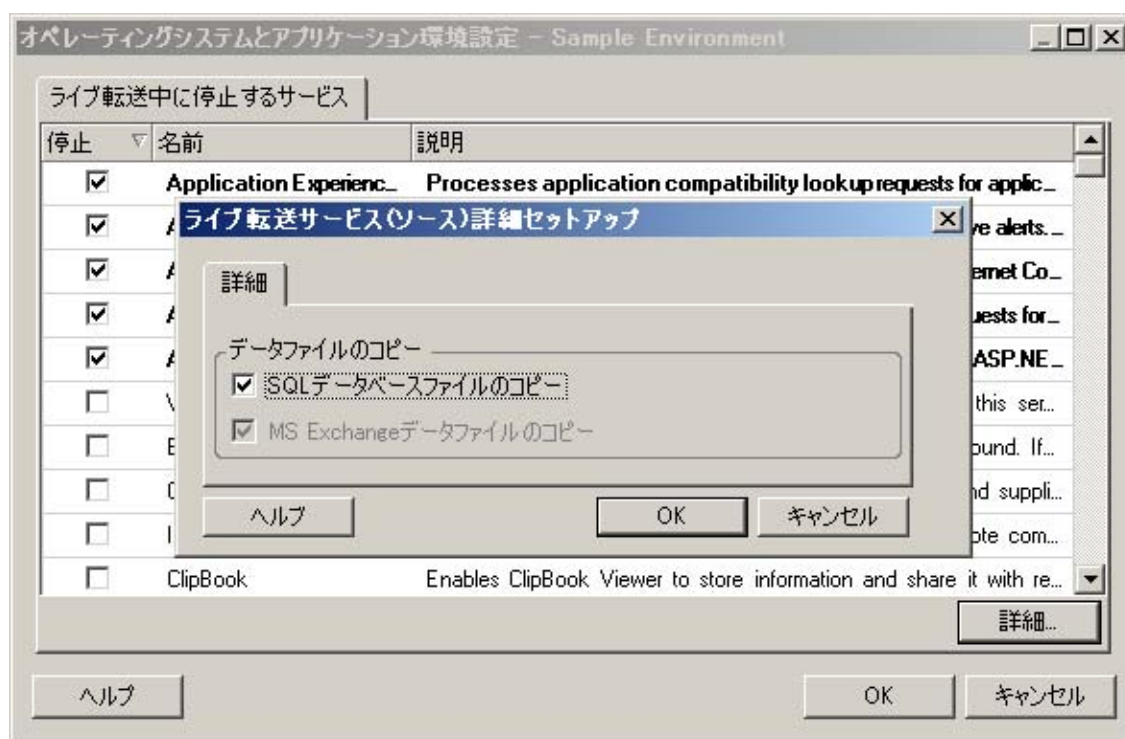 オペレーティングシステムとアプリケーション環境設定 – Sample Environment
ライブ転送中に停止するサービス
停止 名前 説明
Application Experienc... Processes application compatibility lookup requests for applic...
ライブ転送サービス(ソース)詳細セットアップ
ve alerts. ...
詳細
ernet Co...
uests for...
データファイルのコピー
ASP.NE...
SQLデータベースファイルのコピー
this ser...
MS Exchangeデータファイルのコピー
ound. If...
nd suppli...
ヘルプ OK キャンセル
ote com...
ClipBook Enables ClipBook Viewer to store information and share it with re...
詳細...
ヘルプ OK キャンセル